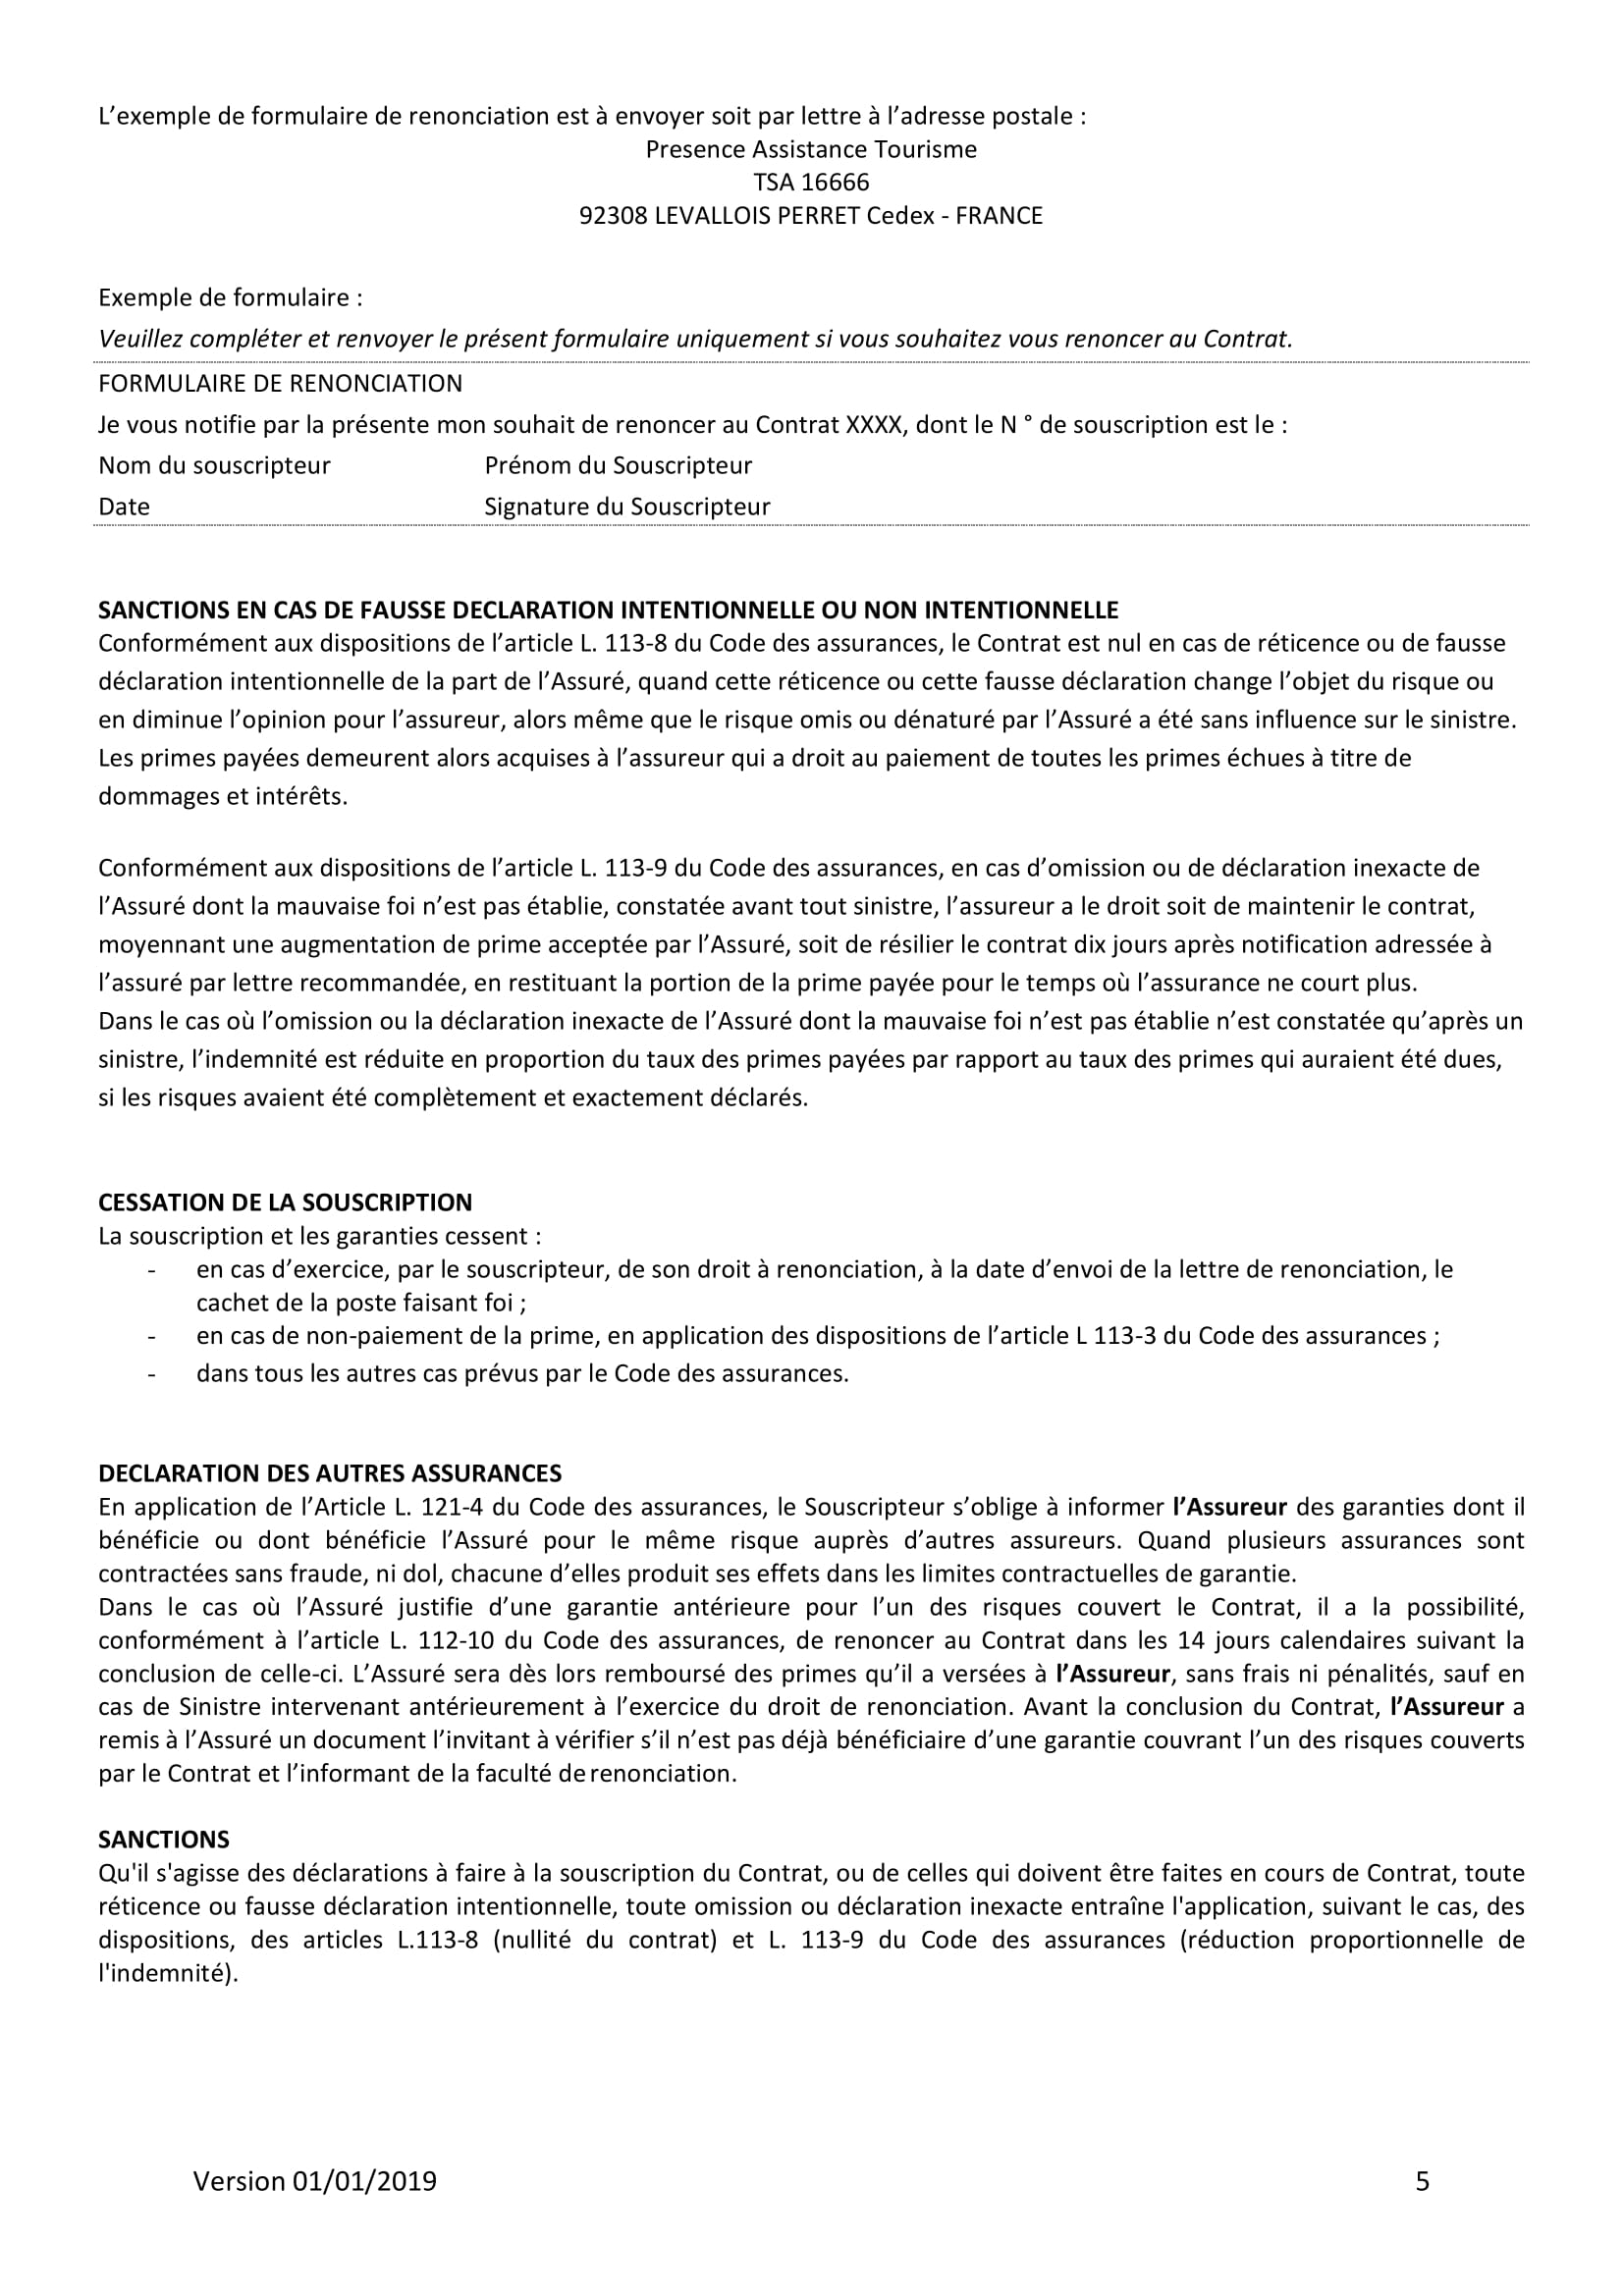 L’exemple de formulaire de renonciation est à envoyer soit par lettre à l’adresse postale :
Presence Assistance Tourisme
TSA 16666
92308 LEVALLOIS PERRET Cedex - FRANCE
Exemple de formulaire :
Veuillez compléter et renvoyer le présent formulaire uniquement si vous souhaitez vous renoncer au Contrat.
FORMULAIRE DE RENONCIATION
Je vous notifie par la présente mon souhait de renoncer au Contrat XXXX, dont le N ° de souscription est le :
Nom du souscripteur Prénom du Souscripteur
Date Signature du Souscripteur
SANCTIONS EN CAS DE FAUSSE DECLARATION INTENTIONNELLE OU NON INTENTIONNELLE
Conformément aux dispositions de l’article L. 113-8 du Code des assurances, le Contrat est nul en cas de réticence ou de fausse
déclaration intentionnelle de la part de l’Assuré, quand cette réticence ou cette fausse déclaration change l’objet du risque ou
en diminue l’opinion pour l’assureur, alors même que le risque omis ou dénaturé par l’Assuré a été sans influence sur le sinistre.
Les primes payées demeurent alors acquises à l’assureur qui a droit au paiement de toutes les primes échues à titre de
dommages et intérêts.
Conformément aux dispositions de l’article L. 113-9 du Code des assurances, en cas d’omission ou de déclaration inexacte de
l’Assuré dont la mauvaise foi n’est pas établie, constatée avant tout sinistre, l’assureur a le droit soit de maintenir le contrat,
moyennant une augmentation de prime acceptée par l’Assuré, soit de résilier le contrat dix jours après notification adressée à
l’assuré par lettre recommandée, en restituant la portion de la prime payée pour le temps où l’assurance ne court plus.
Dans le cas où l’omission ou la déclaration inexacte de l’Assuré dont la mauvaise foi n’est pas établie n’est constatée qu’après un
sinistre, l’indemnité est réduite en proportion du taux des primes payées par rapport au taux des primes qui auraient été dues,
si les risques avaient été complètement et exactement déclarés.
CESSATION DE LA SOUSCRIPTION
La souscription et les garanties cessent :
- en cas d’exercice, par le souscripteur, de son droit à renonciation, à la date d’envoi de la lettre de renonciation, le
cachet de la poste faisant foi ;
- en cas de non-paiement de la prime, en application des dispositions de l’article L 113-3 du Code des assurances ;
- dans tous les autres cas prévus par le Code des assurances.
DECLARATION DES AUTRES ASSURANCES
En application de l’Article L. 121-4 du Code des assurances, le Souscripteur s’oblige à informer l’Assureur des garanties dont il
bénéficie ou dont bénéficie l’Assuré pour le même risque auprès d’autres assureurs. Quand plusieurs assurances sont
contractées sans fraude, ni dol, chacune d’elles produit ses effets dans les limites contractuelles de garantie.
Dans le cas où l’Assuré justifie d’une garantie antérieure pour l’un des risques couvert le Contrat, il a la possibilité,
conformément à l’article L. 112-10 du Code des assurances, de renoncer au Contrat dans les 14 jours calendaires suivant la
conclusion de celle-ci. L’Assuré sera dès lors remboursé des primes qu’il a versées à l’Assureur, sans frais ni pénalités, sauf en
cas de Sinistre intervenant antérieurement à l’exercice du droit de renonciation. Avant la conclusion du Contrat, l’Assureur a
remis à l’Assuré un document l’invitant à vérifier s’il n’est pas déjà bénéficiaire d’une garantie couvrant l’un des risques couverts
par le Contrat et l’informant de la faculté de renonciation.
SANCTIONS
Qu'il s'agisse des déclarations à faire à la souscription du Contrat, ou de celles qui doivent être faites en cours de Contrat, toute
réticence ou fausse déclaration intentionnelle, toute omission ou déclaration inexacte entraîne l'application, suivant le cas, des
dispositions, des articles L.113-8 (nullité du contrat) et L. 113-9 du Code des assurances (réduction proportionnelle de
l'indemnité).
Version 01/01/2019 5